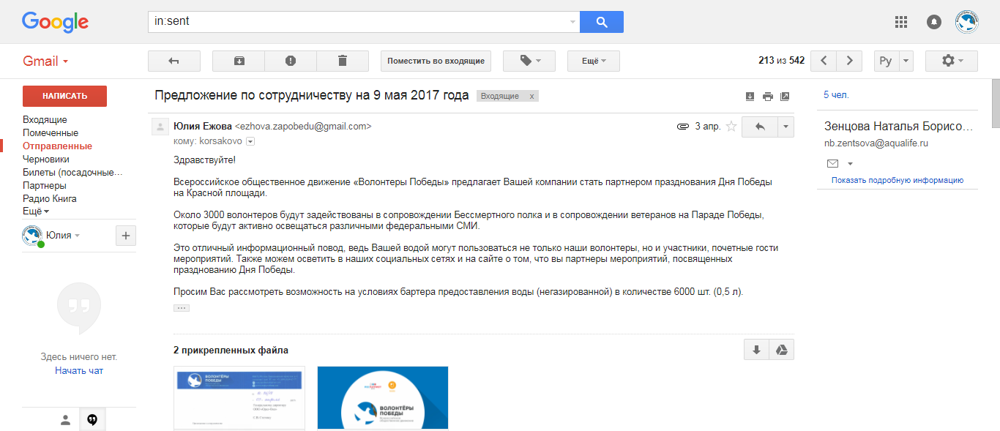 Google
in:sent
Gmail
Поместить во входящие
Ещё
213 из 542
Ру
НАПИСАТЬ
Входящие
Помеченные
Отправленные
Черновики
Билеты (посадочные…
Партнеры
Радио Книга
Ещё
Юлия
Здесь ничего нет.
Начать чат
Предложение по сотрудничеству на 9 мая 2017 года
Входящие x
Юлия Ежова <ezhova.zapobedu@gmail.com>
3 апр.
кому: korsakovo
Здравствуйте!
Всероссийское общественное движение «Волонтеры Победы» предлагает Вашей компании стать партнером празднования Дня Победы
на Красной площади.
Около 3000 волонтеров будут задействованы в сопровождении Бессмертного полка и в сопровождении ветеранов на Параде Победы,
которые будут активно освещаться различными федеральными СМИ.
Это отличный информационный повод, ведь Вашей водой могут пользоваться не только наши волонтеры, но и участники, почетные гости
мероприятий. Также можем осветить в наших социальных сетях и на сайте о том, что вы партнеры мероприятий, посвященных
празднованию Дня Победы.
Просим Вас рассмотреть возможность на условиях бартера предоставления воды (негазированной) в количестве 6000 шт. (0,5 л).
2 прикрепленных файла
ВОЛОНТЁРЫ
ПОБЕДЫ
ВОЛОНТЁРЫ
ПОБЕДЫ
5 чел.
Зенцова Наталья Борисо…
nb.zentsova@aqualife.ru
Показать подробную информацию